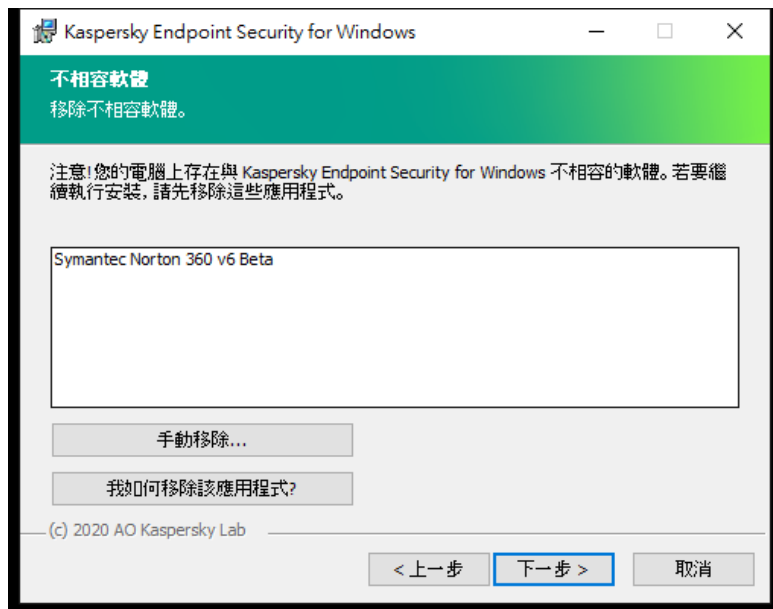 Kaspersky Endpoint Security for Windows
不相容軟體
移除不相容軟體。
注意!您的電腦上存在與 Kaspersky Endpoint Security for Windows 不相容的軟體。若要繼
續執行安裝,請先移除這些應用程式。
Symantec Norton 360 v6 Beta
手動移除...
我如何移除該應用程式?
(c) 2020 AO Kaspersky Lab
< 上一步 下一步 > 取消